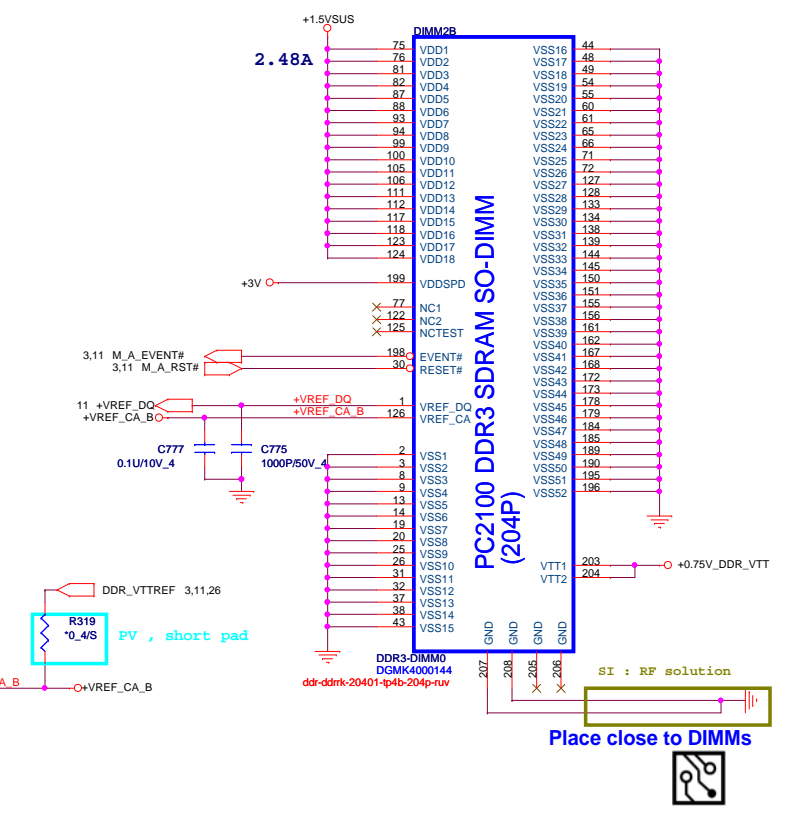 +1.5VSUS
2.48A
DIMM2B
75 VDD1
76 VDD2
81 VDD3
82 VDD4
87 VDD5
88 VDD6
93 VDD7
94 VDD8
99 VDD9
100 VDD10
105 VDD11
106 VDD12
111 VDD13
112 VDD14
117 VDD15
118 VDD16
123 VDD17
124 VDD18
+3V 199 VDDSPD
77 NC1
122 NC2
125 NCTEST
3,11 M_A_EVENT# 198 EVENT#
3,11 M_A_RST# 30 RESET#
11 +VREF_DQ +VREF_DQ 1 VREF_DQ
+VREF_CA_B +VREF_CA_B 126 VREF_CA
C777
0.1U/10V_4
C775
1000P/50V_4
2 VSS1
3 VSS2
8 VSS3
9 VSS4
13 VSS5
14 VSS6
19 VSS7
20 VSS8
25 VSS9
26 VSS10
31 VSS11
32 VSS12
37 VSS13
38 VSS14
43 VSS15
PC2100 DDR3 SDRAM SO-DIMM
(204P)
VSS16 44
VSS17 48
VSS18 49
VSS19 54
VSS20 55
VSS21 60
VSS22 61
VSS23 65
VSS24 66
VSS25 71
VSS26 72
VSS27 127
VSS28 128
VSS29 133
VSS30 134
VSS31 138
VSS32 139
VSS33 144
VSS34 145
VSS35 150
VSS36 151
VSS37 155
VSS38 156
VSS39 161
VSS40 162
VSS41 167
VSS42 168
VSS43 172
VSS44 173
VSS45 178
VSS46 179
VSS47 184
VSS48 185
VSS49 189
VSS50 190
VSS51 195
VSS52 196
VTT1 203 +0.75V_DDR_VTT
VTT2 204
GND 207
GND 208
GND 205
GND 206
DDR3-DIMM0
DGMK4000144
ddr-ddrrk-20401-tp4b-204p-ruv
DDR_VTTREF 3,11,26
R319
*0_4/S
PV , short pad
A_B
+VREF_CA_B
SI : RF solution
Place close to DIMMs